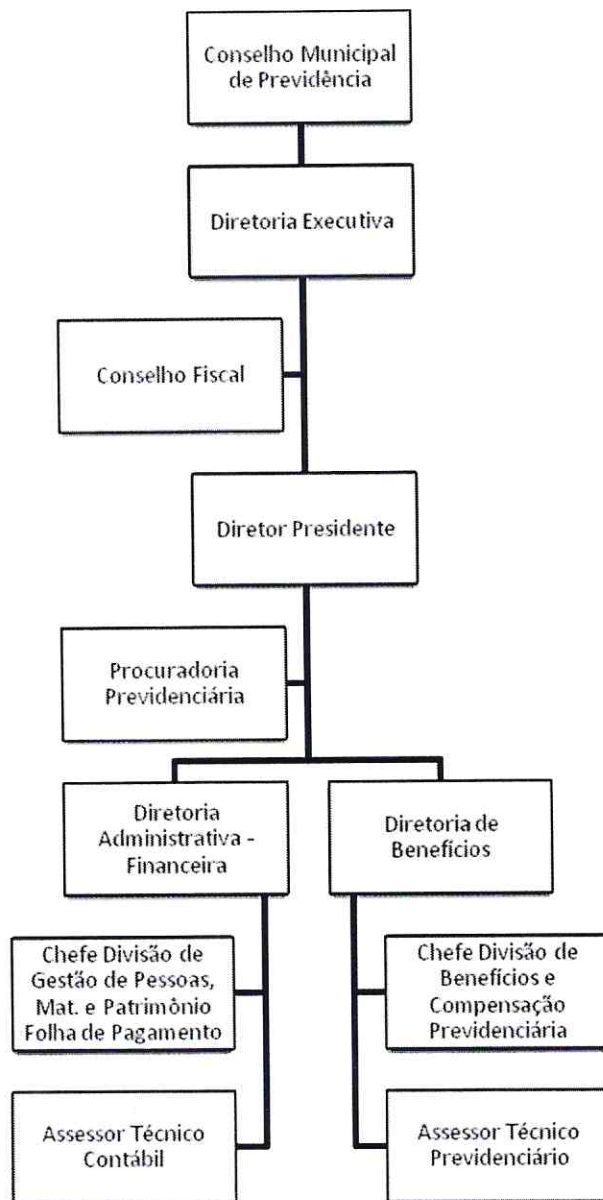 Conselho Municipal
de Previdência
Diretoria Executiva
Conselho Fiscal
Diretor Presidente
Procuradoria
Previdenciária
Diretoria
Administrativa -
Financeira
Diretoria de
Benefícios
Chefe Divisão de
Gestão de Pessoas,
Mat. e Patrimônio
Folha de Pagamento
Chefe Divisão de
Benefícios e
Compensação
Previdenciária
Assessor Técnico
Contábil
Assessor Técnico
Previdenciário